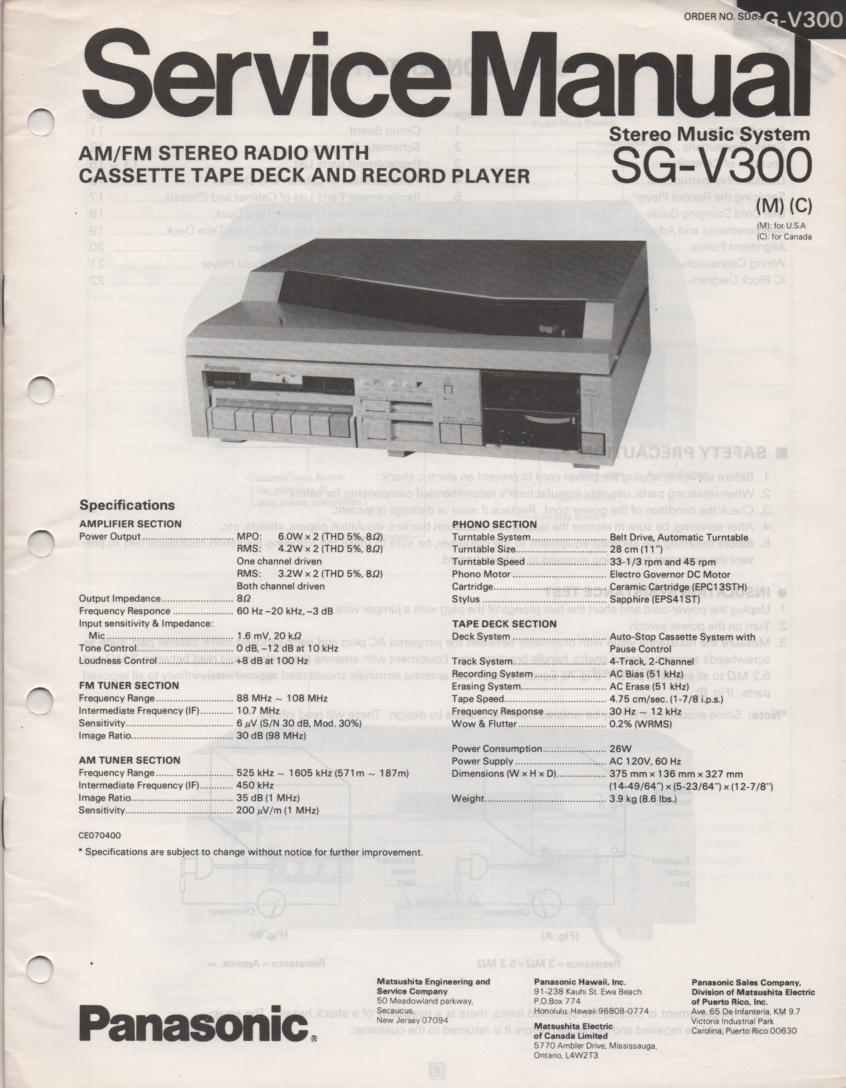 ORDER NO. SD8
SG-V300
Service Manual
Stereo Music System
SG-V300
AM/FM STEREO RADIO WITH
CASSETTE TAPE DECK AND RECORD PLAYER
(M) (C)
(M): for U.S.A
(C): for Canada
Panasonic
Specifications
AMPLIFIER SECTION
Power Output MPO: 6.0W × 2 (THD 5%, 8Ω)
RMS: 4.2W × 2 (THD 5%, 8Ω)
One channel driven
RMS: 3.2W × 2 (THD 5%, 8Ω)
Both channel driven
Output Impedance 8Ω
Frequency Responce 60 Hz –20 kHz, –3 dB
Input sensitivity & Impedance:
Mic 1.6 mV, 20 kΩ
Tone Control 0 dB, –12 dB at 10 kHz
Loudness Control +8 dB at 100 Hz
FM TUNER SECTION
Frequency Range 88 MHz ~ 108 MHz
Intermediate Frequency (IF) 10.7 MHz
Sensitivity 6 μV (S/N 30 dB, Mod. 30%)
Image Ratio 30 dB (98 MHz)
AM TUNER SECTION
Frequency Range 525 kHz ~ 1605 kHz (571m ~ 187m)
Intermediate Frequency (IF) 450 kHz
Image Ratio 35 dB (1 MHz)
Sensitivity 200 μV/m (1 MHz)
CE070400
* Specifications are subject to change without notice for further improvement.
PHONO SECTION
Turntable System Belt Drive, Automatic Turntable
Turntable Size 28 cm (11")
Turntable Speed 33-1/3 rpm and 45 rpm
Phono Motor Electro Governor DC Motor
Cartridge Ceramic Cartridge (EPC13STH)
Stylus Sapphire (EPS41ST)
TAPE DECK SECTION
Deck System Auto-Stop Cassette System with
Pause Control
Track System 4-Track, 2-Channel
Recording System AC Bias (51 kHz)
Erasing System AC Erase (51 kHz)
Tape Speed 4.75 cm/sec. (1-7/8 i.p.s.)
Frequency Response 30 Hz ~ 12 kHz
Wow & Flutter 0.2% (WRMS)
Power Consumption 26W
Power Supply AC 120V, 60 Hz
Dimensions (W × H × D) 375 mm × 136 mm × 327 mm
(14-49/64") × (5-23/64") × (12-7/8")
Weight 3.9 kg (8.6 lbs.)
Panasonic®
Matsushita Engineering and
Service Company
50 Meadowland parkway,
Secaucus,
New Jersey 07094
Panasonic Hawaii, Inc.
91-238 Kauhi St. Ewa Beach
P.O.Box 774
Honolulu, Hawaii 96808-0774
Matsushita Electric
of Canada Limited
5770 Ambler Drive, Mississauga,
Ontario, L4W2T3
Panasonic Sales Company,
Division of Matsushita Electric
of Puerto Rico, Inc.
Ave. 65 De Infanteria, KM 9.7
Victoria Industrial Park
Carolina, Puerto Rico 00630